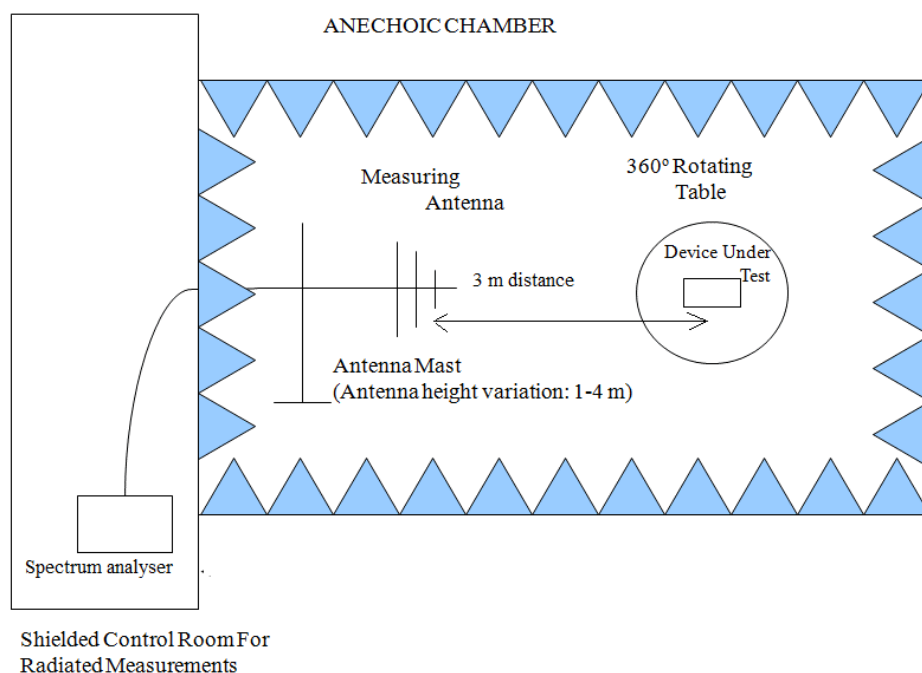 ANECHOIC CHAMBER
360º Rotating
Table
Measuring
Antenna
Device Under
Test
3 m distance
Antenna Mast
(Antenna height variation: 1-4 m)
Spectrum analyser
Shielded Control Room For
Radiated Measurements